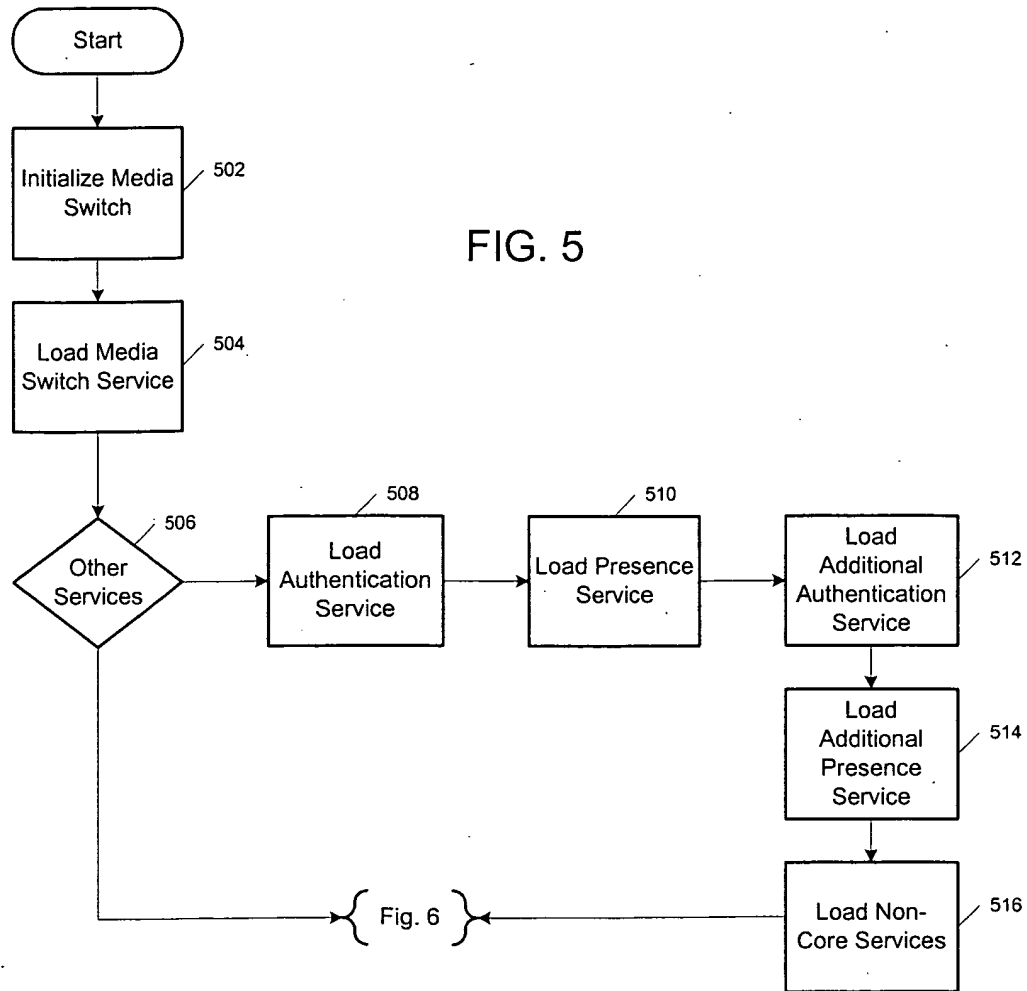 Start
Initialize Media
Switch
502
FIG. 5
Load Media
Switch Service
504
Other
Services
506
Load
Authentication
Service
508
Load Presence
Service
510
Load
Additional
Authentication
Service
512
Load
Additional
Presence
Service
514
Load Non-
Core Services
516
Fig. 6